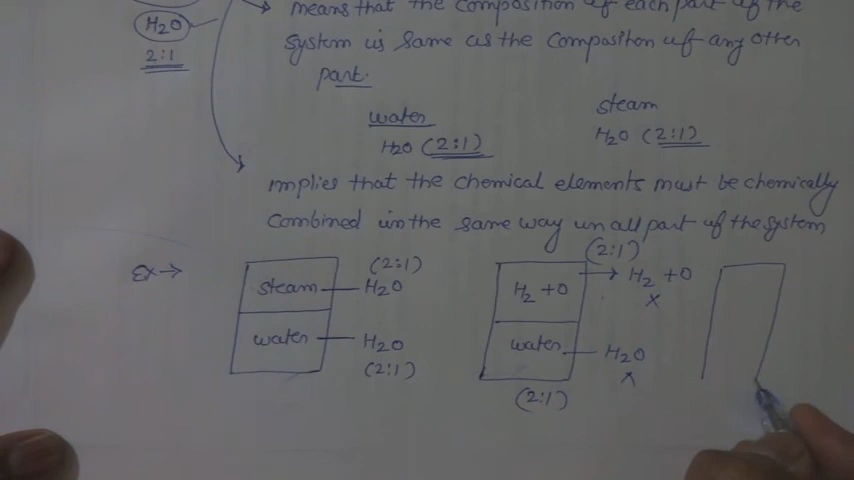 means that the composition of each part of the
H2O
system is same as the composition of any other
2:1
part.
water
steam
H2O (2:1)
H2O (2:1)
implies that the chemical elements must be chemically
combined in the same way in all part of the system
Ex →
steam
(2:1)
H2O
water
H2O
(2:1)
H2 + O
(2:1)
→ H2 + O
x
water
H2O
x
(2:1)